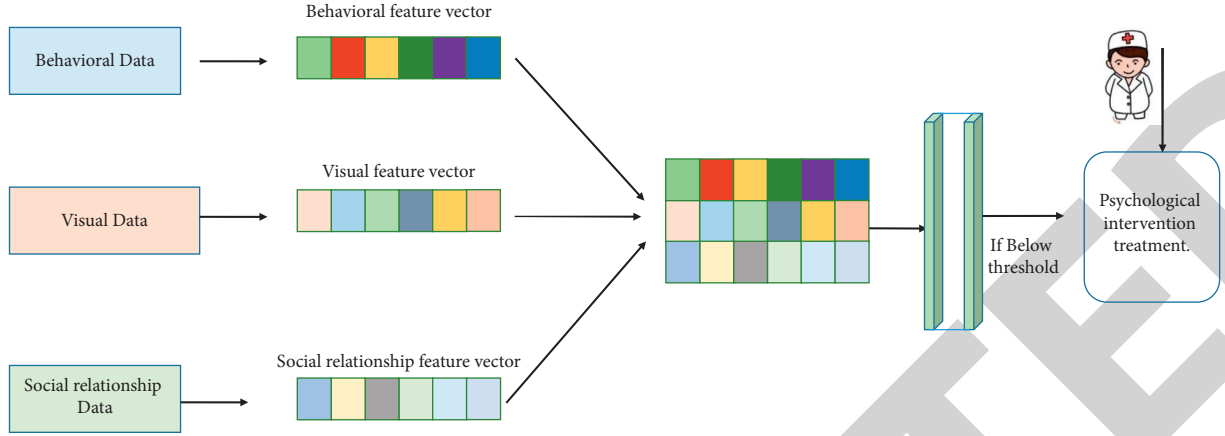 Behavioral feature vector
Behavioral Data
Visual feature vector
Visual Data
Psychological
intervention
treatment.
If Below
threshold
Social relationship feature vector
Social relationship
Data